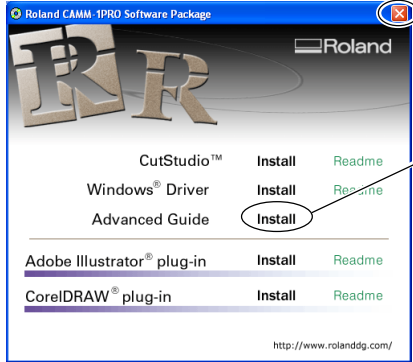 Roland CAMM-1PRO Software Package
Roland
R R
CutStudio™ Install Readme
Windows® Driver Install Readme
Advanced Guide Install
Adobe Illustrator® plug-in Install Readme
CorelDRAW® plug-in Install Readme
http://www.rolanddg.com/